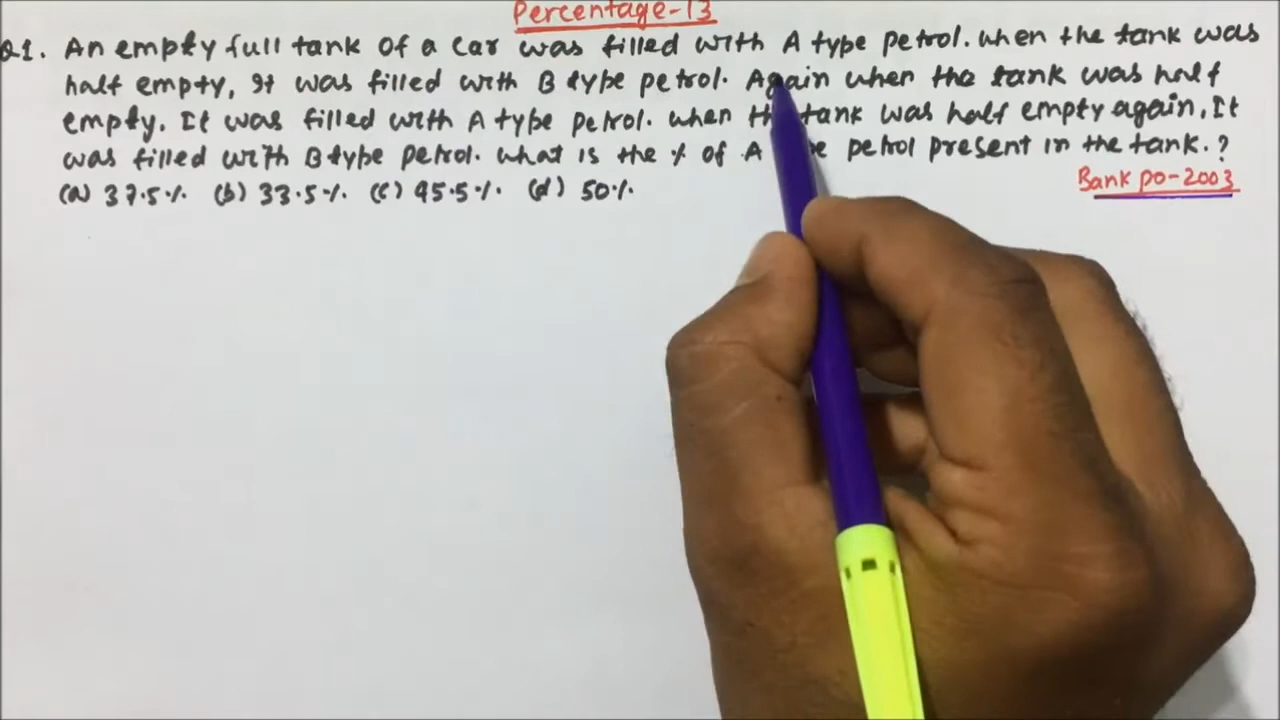 Percentage-13
Q1. An empty full tank of a car was filled with A type petrol. when the tank was
half empty, It was filled with B type petrol. Again when the tank was half
empty. It was filled with A type petrol. when tank was half empty again, It
was filled with B type petrol. what is the % of A petrol present in the tank.?
(a) 37.5% (b) 33.5% (c) 45.5% (d) 50%
Bank PO-2003